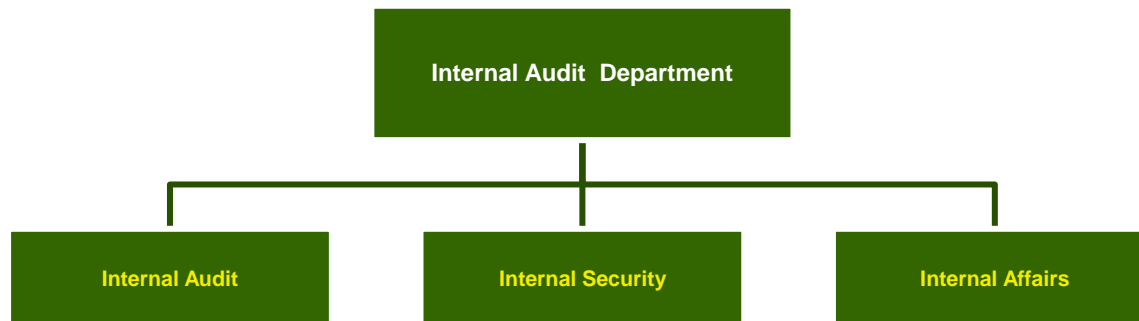 Internal Audit Department
Internal Audit
Internal Security
Internal Affairs